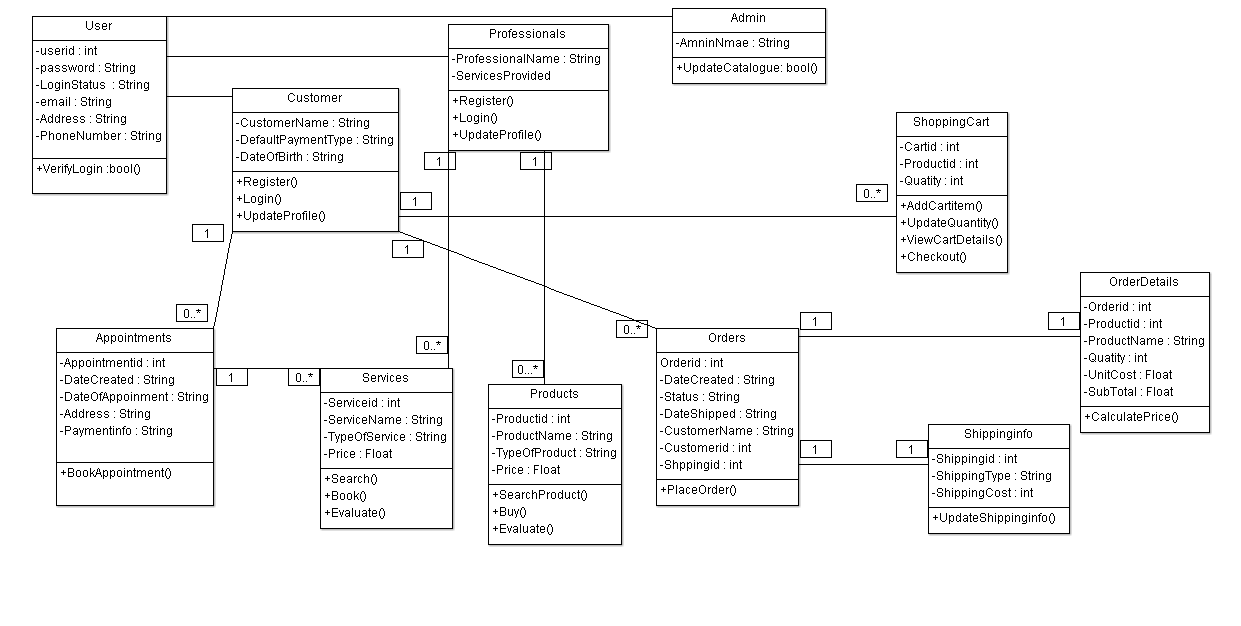 User
-userid : int
-password : String
-LoginStatus  : String
-email : String
-Address : String
-PhoneNumber : String
+VerifyLogin :bool()
Professionals
-ProfessionalName : String
-ServicesProvided
+Register()
+Login()
+UpdateProfile()
Admin
-AmninNmae : String
+UpdateCatalogue: bool()
Customer
-CustomerName : String
-DefaultPaymentType : String
-DateOfBirth : String
+Register()
+Login()
+UpdateProfile()
ShoppingCart
-Cartid : int
-Productid : int
-Quatity : int
+AddCartitem()
+UpdateQuantity()
+ViewCartDetails()
+Checkout()
1
1
0..*
1
1
1
0..*
0..*
0..*
0...*
1
1
Appointments
-Appointmentid : int
-DateCreated : String
-DateOfAppoinment : String
-Address : String
-Paymentinfo : String
+BookAppointment()
1
0..*
Services
-Serviceid : int
-ServiceName : String
-TypeOfService : String
-Price : Float
+Search()
+Book()
+Evaluate()
Products
-Productid : int
-ProductName : String
-TypeOfProduct : String
-Price : Float
+SearchProduct()
+Buy()
+Evaluate()
Orders
Orderid : int
-DateCreated : String
-Status : String
-DateShipped : String
-CustomerName : String
-Customerid : int
-Shppingid : int
+PlaceOrder()
1
1
OrderDetails
-Orderid : int
-Productid : int
-ProductName : String
-Quatity : int
-UnitCost : Float
-SubTotal : Float
+CalculatePrice()
Shippinginfo
-Shippingid : int
-ShippingType : String
-ShippingCost : int
+UpdateShippinginfo()